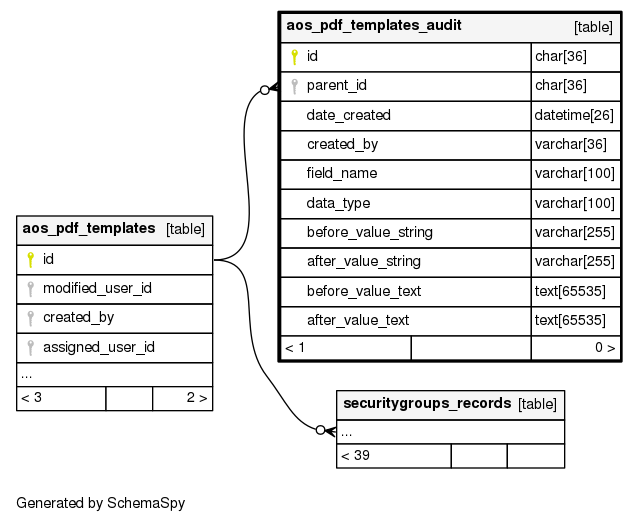 aos_pdf_templates_audit [table]
id char[36]
parent_id char[36]
date_created datetime[26]
created_by varchar[36]
field_name varchar[100]
data_type varchar[100]
before_value_string varchar[255]
after_value_string varchar[255]
before_value_text text[65535]
after_value_text text[65535]
< 1 0 >
aos_pdf_templates [table]
id
modified_user_id
created_by
assigned_user_id
...
< 3 2 >
securitygroups_records [table]
...
< 39
Generated by SchemaSpy